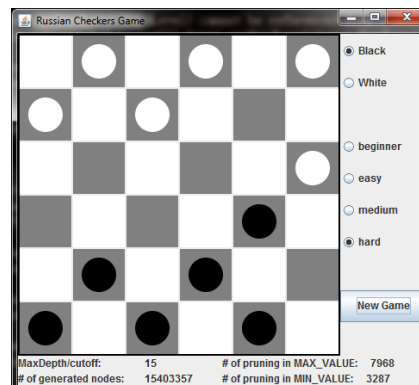 Russian Checkers Game
Black
White
beginner
easy
medium
hard
New Game
MaxDepth/cutoff: 15 # of pruning in MAX_VALUE: 7968
# of generated nodes: 15403357 # of pruning in MIN_VALUE: 3287